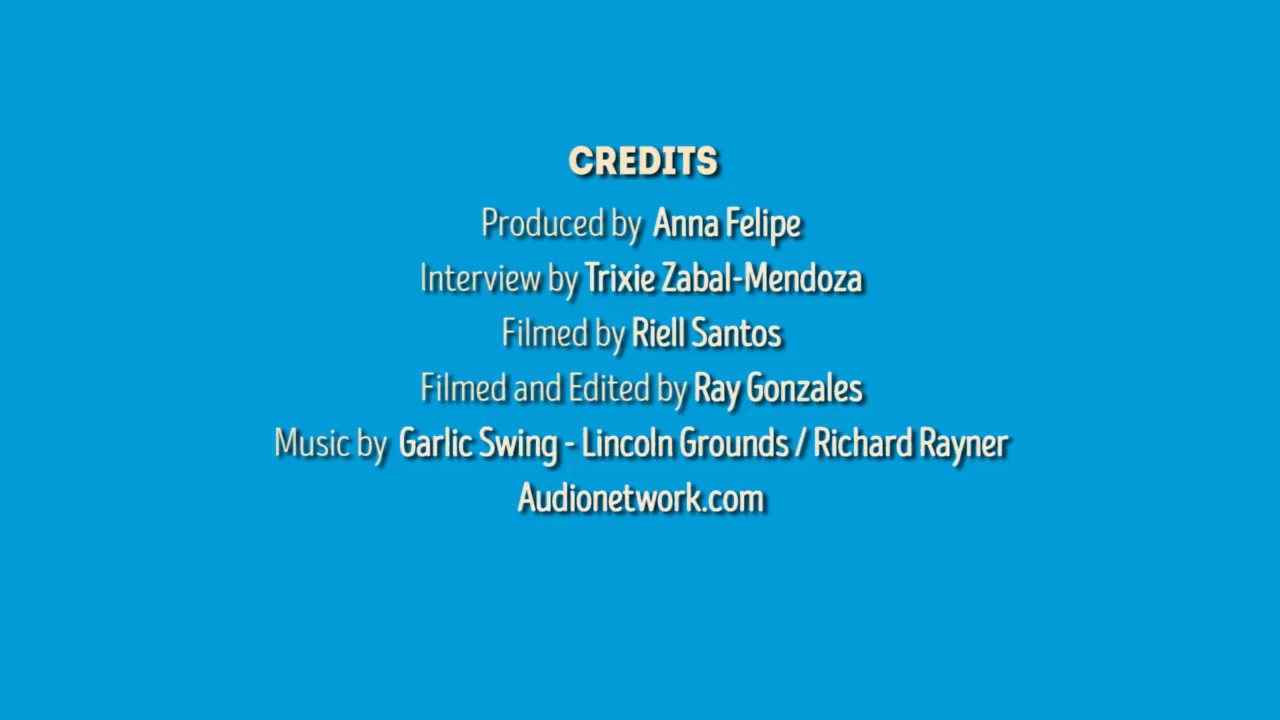 CREDITS
Produced by Anna Felipe
Interview by Trixie Zabal-Mendoza
Filmed by Riell Santos
Filmed and Edited by Ray Gonzales
Music by Garlic Swing - Lincoln Grounds / Richard Rayner
Audionetwork.com